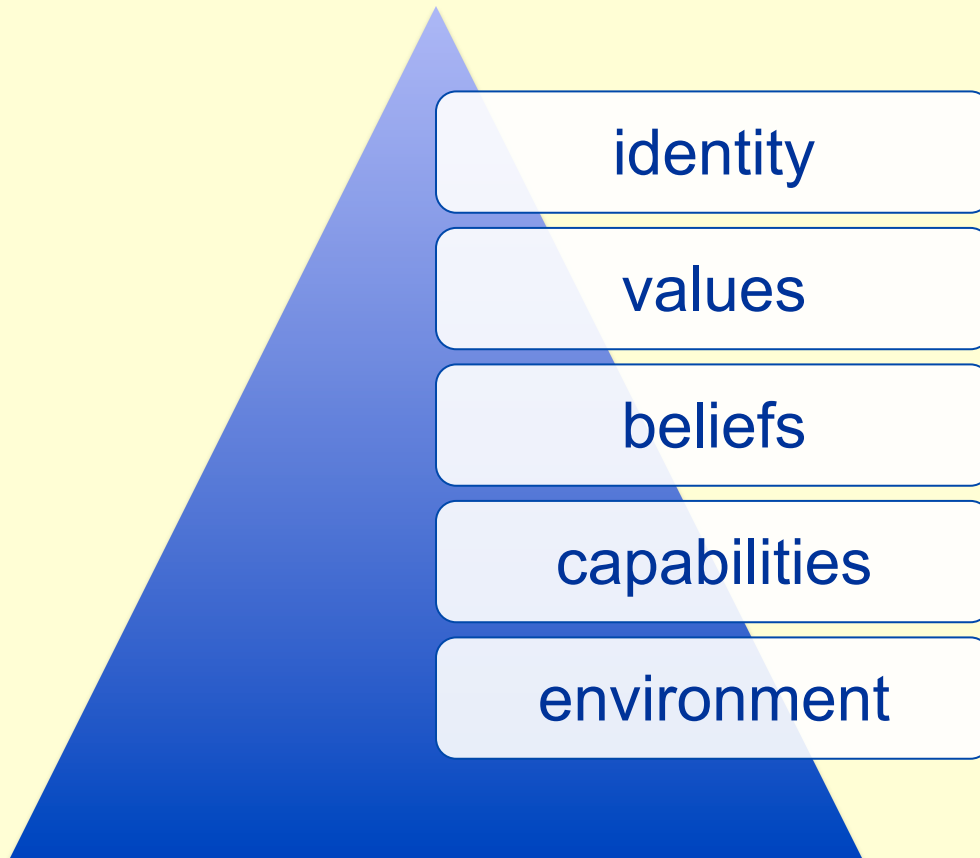 identity
values
beliefs
capabilities
environment